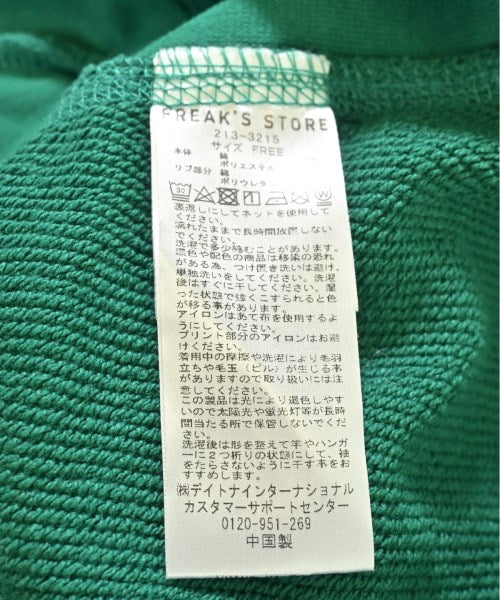 FREAK'S STORE
213-3215
サイズ FREE
本体 綿
ポリエステル
リブ部分 綿
ポリウレタ
30
裏返しにしてネットを使用して
ください。
濡れたままで長時間放置しない
でください。
洗濯で多少縮むことがあります。
濃色や配色の商品は移染の恐れ
がある為、つけ置き洗いは避け、
単独洗いをしてください。洗濯
後はすぐに干してください。湿
った状態で強くこすられると色
が移る事があります。
アイロンはあて布を使用するよ
うにしてください。
プリント部分のアイロンはお避
けください。
着用中の摩擦や洗濯により毛羽
立ちや毛玉（ピル）が生じる事
がありますので取り扱いには注
意してください。
この製品は光により退色しやす
いので太陽光や蛍光灯等が長時
間当たる所で保管しないでくだ
さい。
洗濯後は形を整えて竿やハンガ
ーに2つ折りの状態にして、袖
をたらさないように干す事をお
すすめします。
㈱デイトナインターナショナル
カスタマーサポートセンター
0120-951-269
中国製